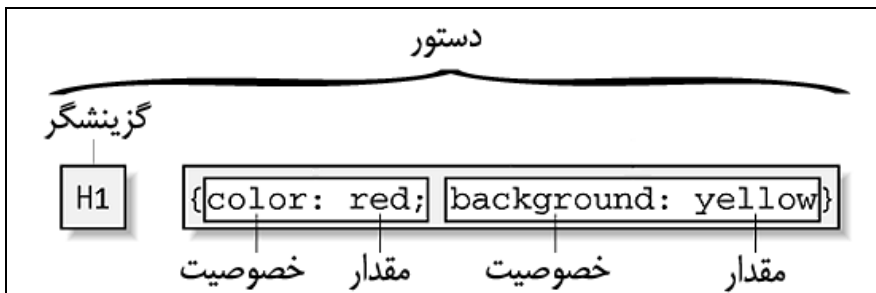 دستور
گزینشگر
H1 {color: red; background: yellow}
خصوصیت مقدار خصوصیت مقدار